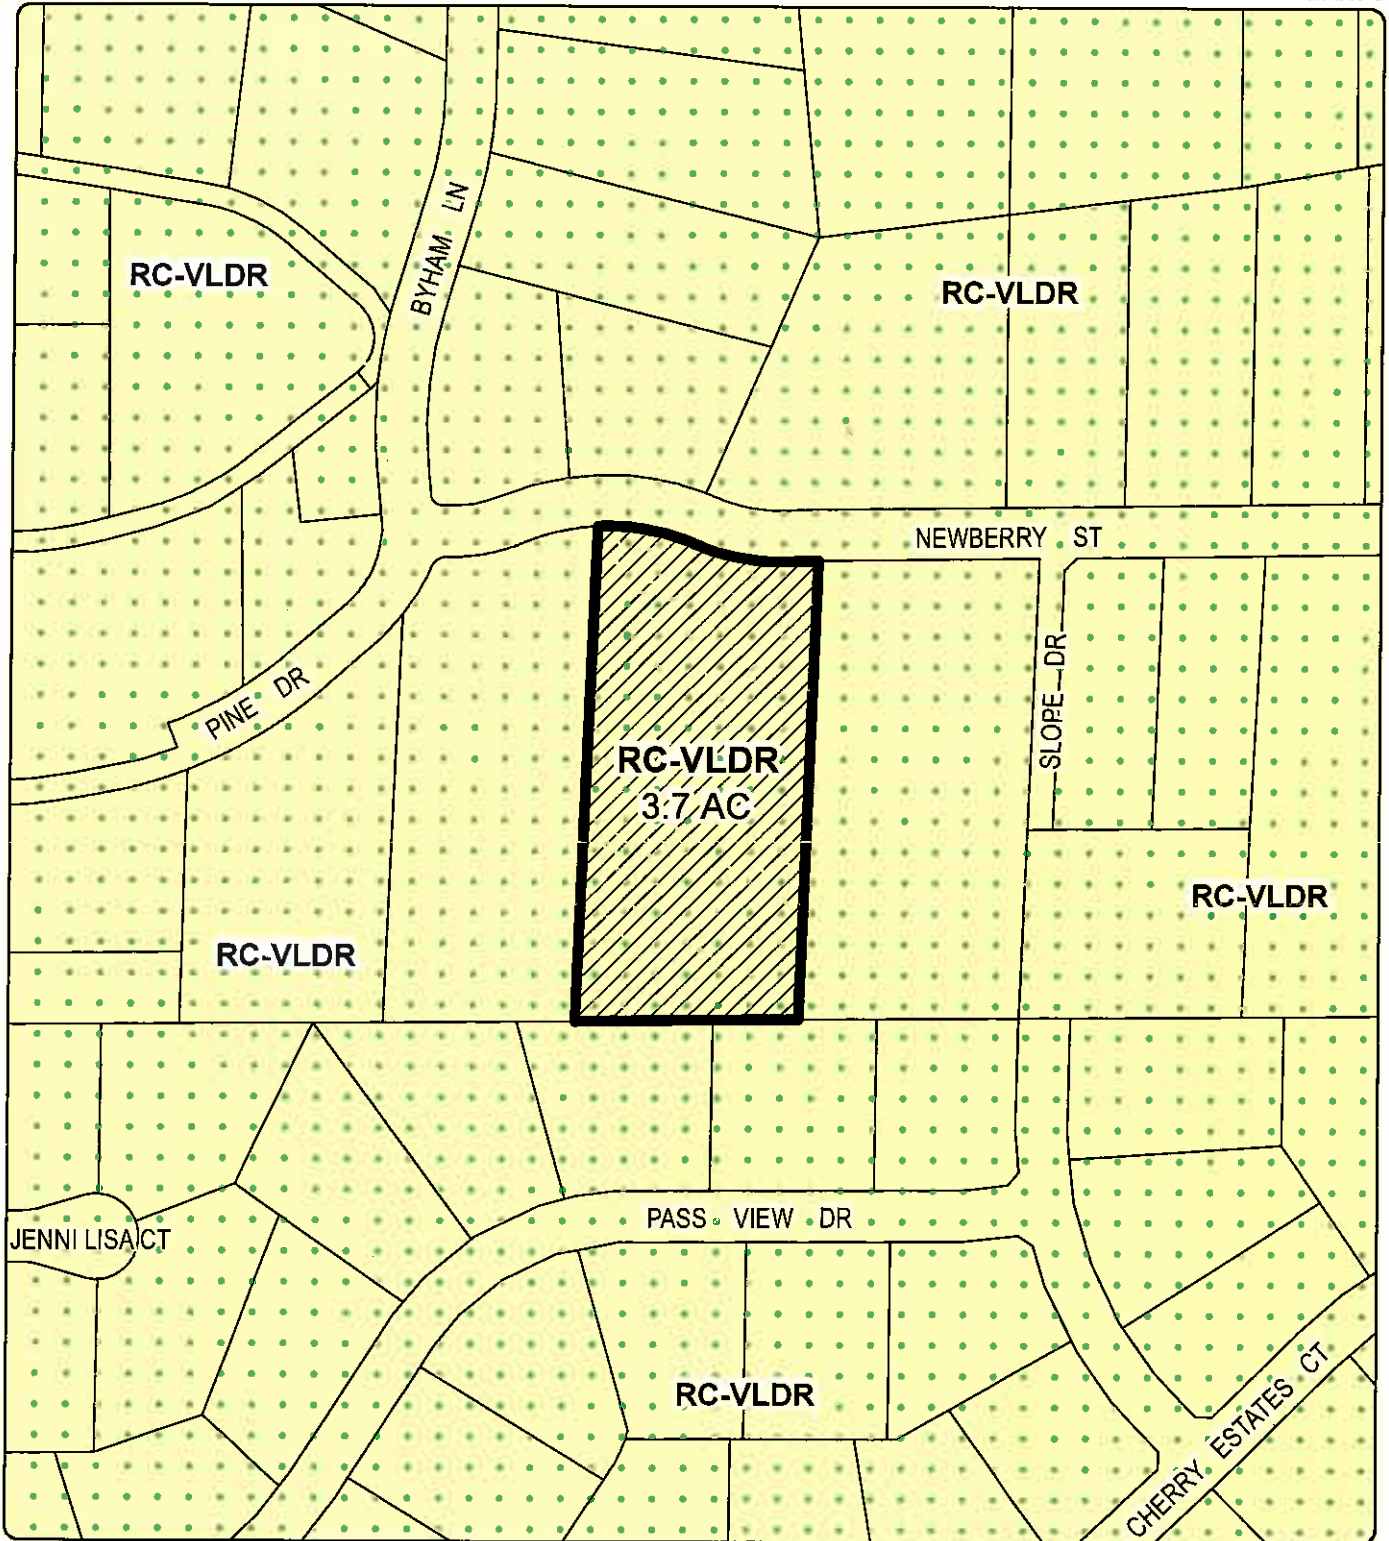 BYHAM LN
RC-VLDR
RC-VLDR
NEWBERRY ST
SLOPE DR
PINE DR
RC-VLDR
3.7 AC
RC-VLDR
RC-VLDR
PASS VIEW DR
JENNI LISA CT
RC-VLDR
CHERRY ESTATES CT